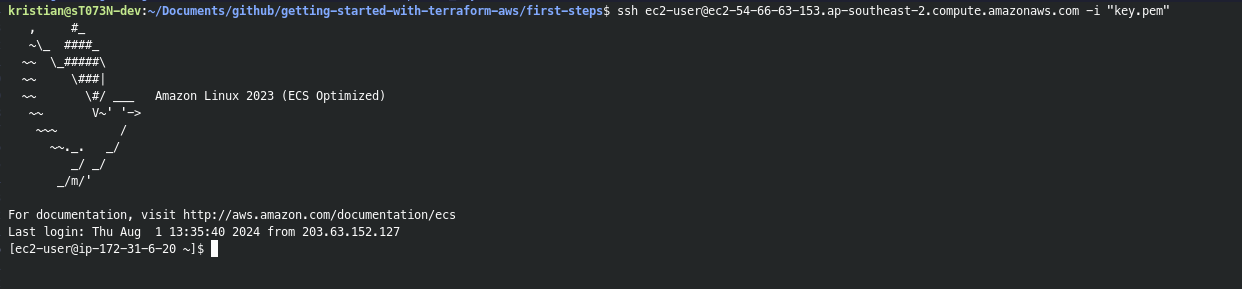 kristian@sT073N-dev:~/Documents/github/getting-started-with-terraform-aws/first-steps$ ssh ec2-user@ec2-54-66-63-153.ap-southeast-2.compute.amazonaws.com -i "key.pem"
   ,     #_
   ~\_  ####_
  ~~  \_#####\
  ~~     \###|
  ~~       \#/ ___   Amazon Linux 2023 (ECS Optimized)
   ~~       V~' '->
    ~~~         /
      ~~._.   _/
         _/ _/
       _/m/'

For documentation, visit http://aws.amazon.com/documentation/ecs
Last login: Thu Aug  1 13:35:40 2024 from 203.63.152.127
[ec2-user@ip-172-31-6-20 ~]$